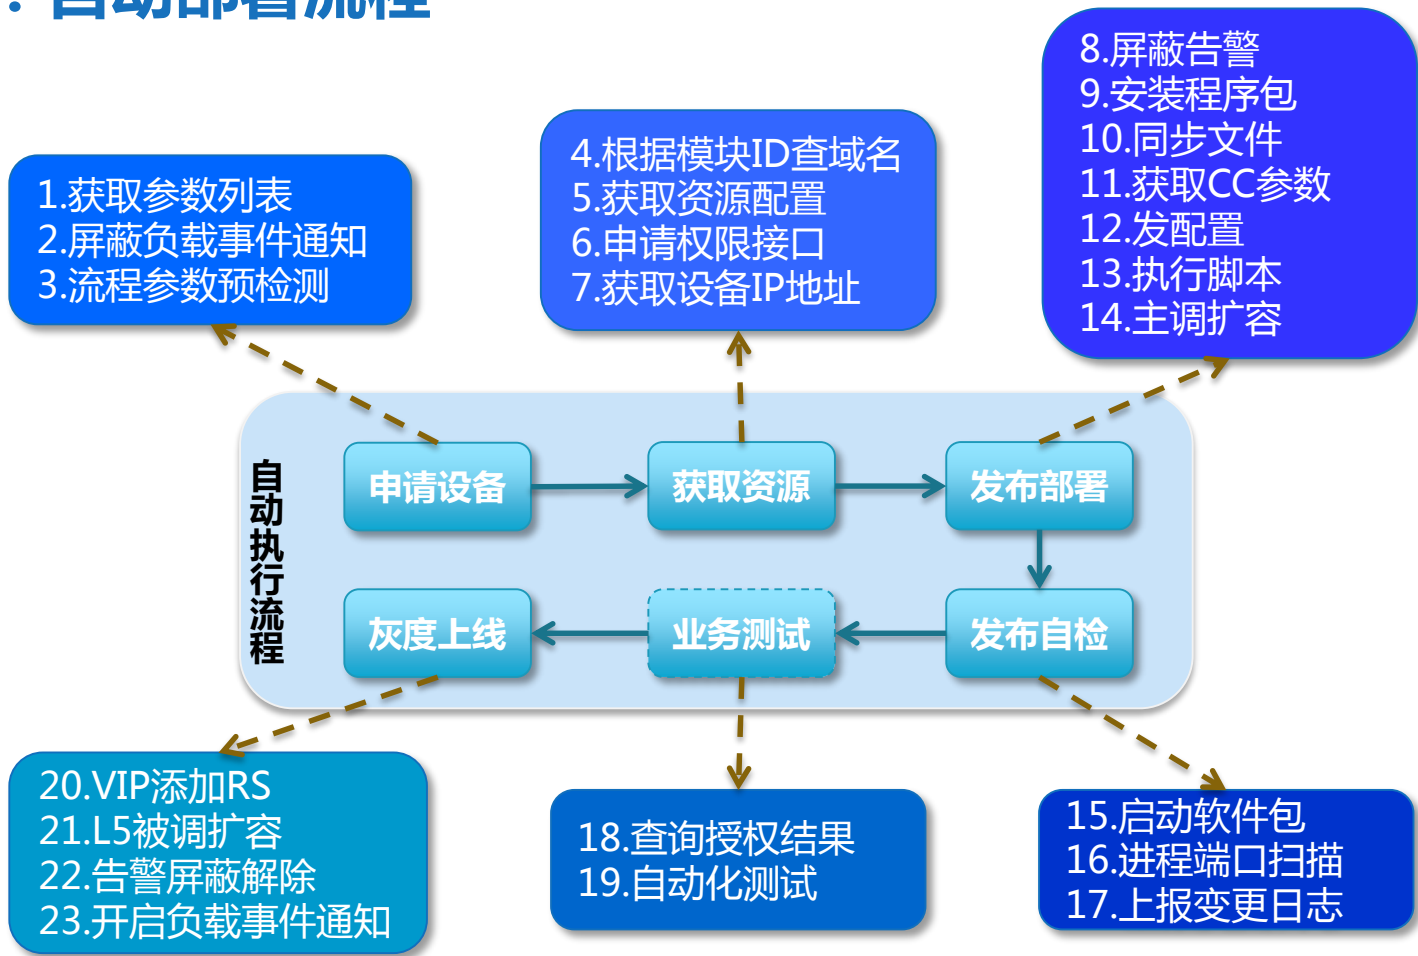 ：自动部署流程
8.屏蔽告警
9.安装程序包
10.同步文件
11.获取CC参数
12.发配置
13.执行脚本
14.主调扩容
4.根据模块ID查域名
5.获取资源配置
6.申请权限接口
7.获取设备IP地址
1.获取参数列表
2.屏蔽负载事件通知
3.流程参数预检测
自动执行流程
申请设备
获取资源
发布部署
灰度上线
业务测试
发布自检
20.VIP添加RS
21.L5被调扩容
22.告警屏蔽解除
23.开启负载事件通知
18.查询授权结果
19.自动化测试
15.启动软件包
16.进程端口扫描
17.上报变更日志